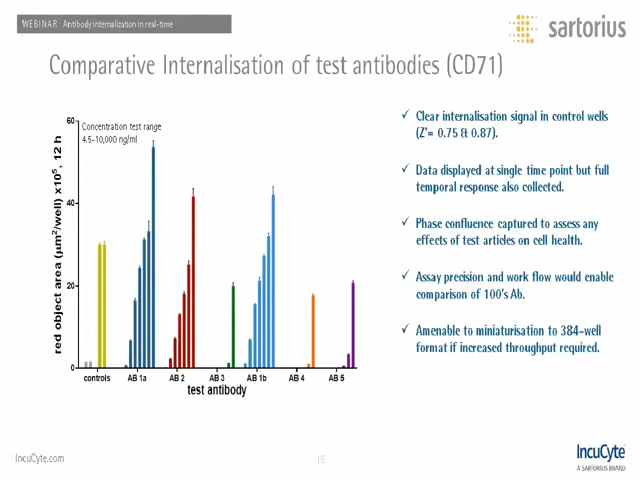 WEBINAR: Antibody internalization in real-time
sartorius
Comparative Internalisation of test antibodies (CD71)
60
40
20
0
red object area (µm²/well) x10⁵, 12 h
Concentration test range
4.5-10,000 ng/ml
controls AB 1a AB 2 AB 3 AB 1b AB 4 AB 5
test antibody
✓ Clear internalisation signal in control wells
(Z'= 0.75 & 0.87).
✓ Data displayed at single time point but full
temporal response also collected.
✓ Phase confluence captured to assess any
effects of test articles on cell health.
✓ Assay precision and work flow would enable
comparison of 100's Ab.
✓ Amenable to miniaturisation to 384-well
format if increased throughput required.
IncuCyte.com
15
IncuCyte
A SARTORIUS BRAND